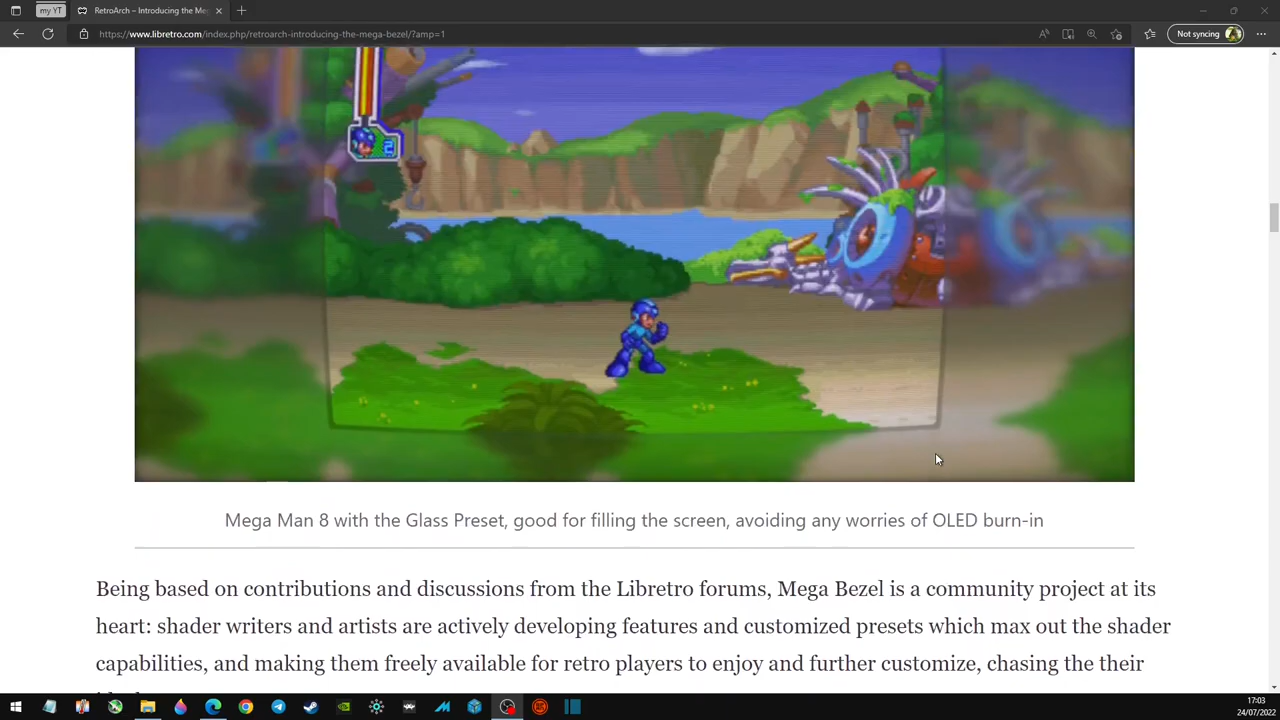 my YT
RetroArch – Introducing the Me
https://www.libretro.com/index.php/retroarch-introducing-the-mega-bezel/?amp=1
Not syncing
2
Mega Man 8 with the Glass Preset, good for filling the screen, avoiding any worries of OLED burn-in
Being based on contributions and discussions from the Libretro forums, Mega Bezel is a community project at its
heart: shader writers and artists are actively developing features and customized presets which max out the shader
capabilities, and making them freely available for retro players to enjoy and further customize, chasing the their
17:03
24/07/2022